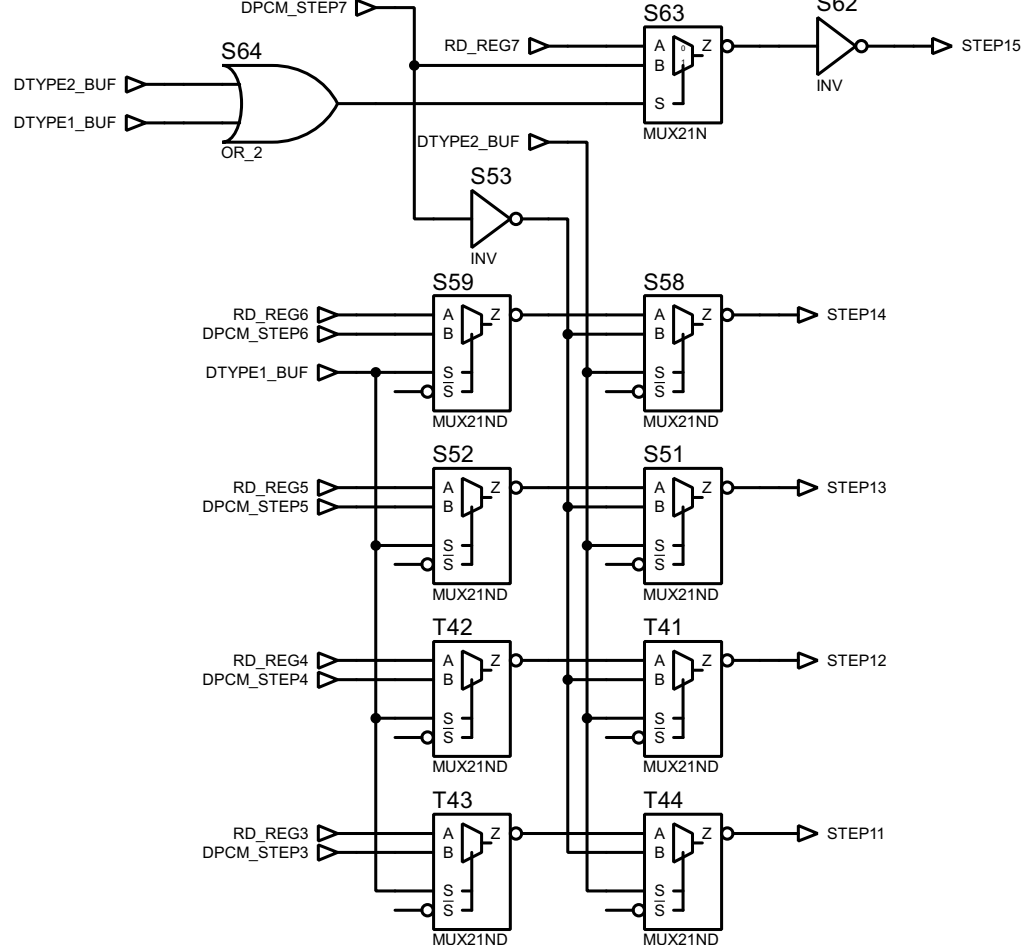 DPCM_STEP7
S63
S62
RD_REG7
A
B
S
Z
0
1
MUX21N
INV
STEP15
S64
DTYPE2_BUF
DTYPE1_BUF
OR_2
DTYPE2_BUF
S53
INV
S59
S58
RD_REG6
A Z
A Z
STEP14
DPCM_STEP6
B
B
DTYPE1_BUF
S
S
S
S
MUX21ND
MUX21ND
S52
S51
RD_REG5
A Z
A Z
STEP13
DPCM_STEP5
B
B
S
S
S
S
MUX21ND
MUX21ND
T42
T41
RD_REG4
A Z
A Z
STEP12
DPCM_STEP4
B
B
S
S
S
S
MUX21ND
MUX21ND
T43
T44
RD_REG3
A Z
A Z
STEP11
DPCM_STEP3
B
B
S
S
S
S
MUX21ND
MUX21ND